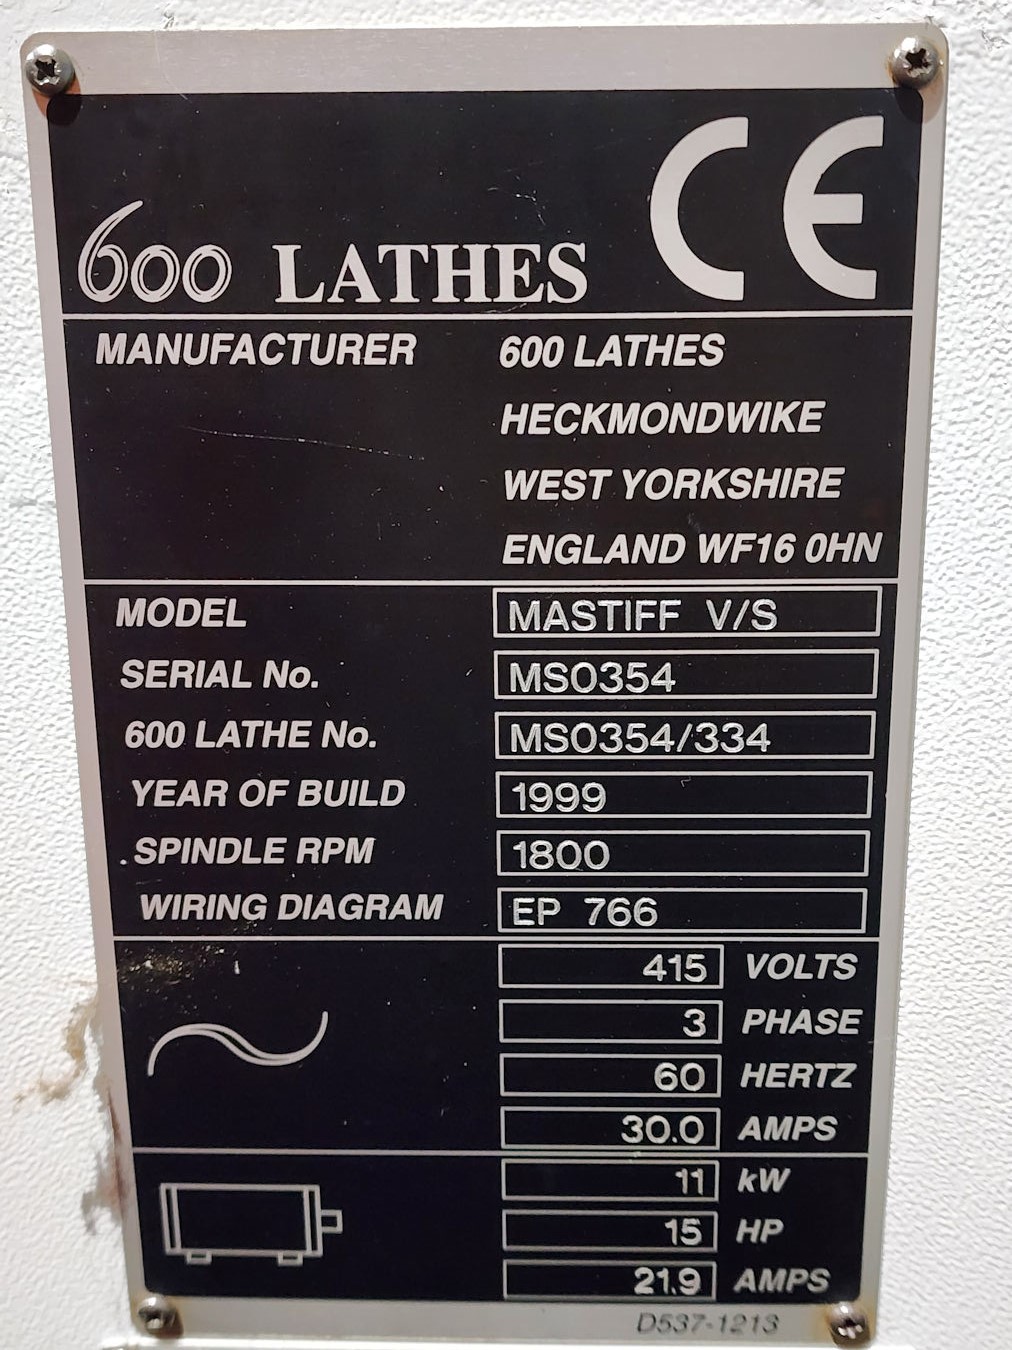 600 LATHES CE
MANUFACTURER 600 LATHES
HECKMONDWIKE
WEST YORKSHIRE
ENGLAND WF16 0HN
MODEL MASTIFF V/S
SERIAL No. MS0354
600 LATHE No. MS0354/334
YEAR OF BUILD 1999
SPINDLE RPM 1800
WIRING DIAGRAM EP 766
415 VOLTS
3 PHASE
60 HERTZ
30.0 AMPS
11 kW
15 HP
21.9 AMPS
D537-1213